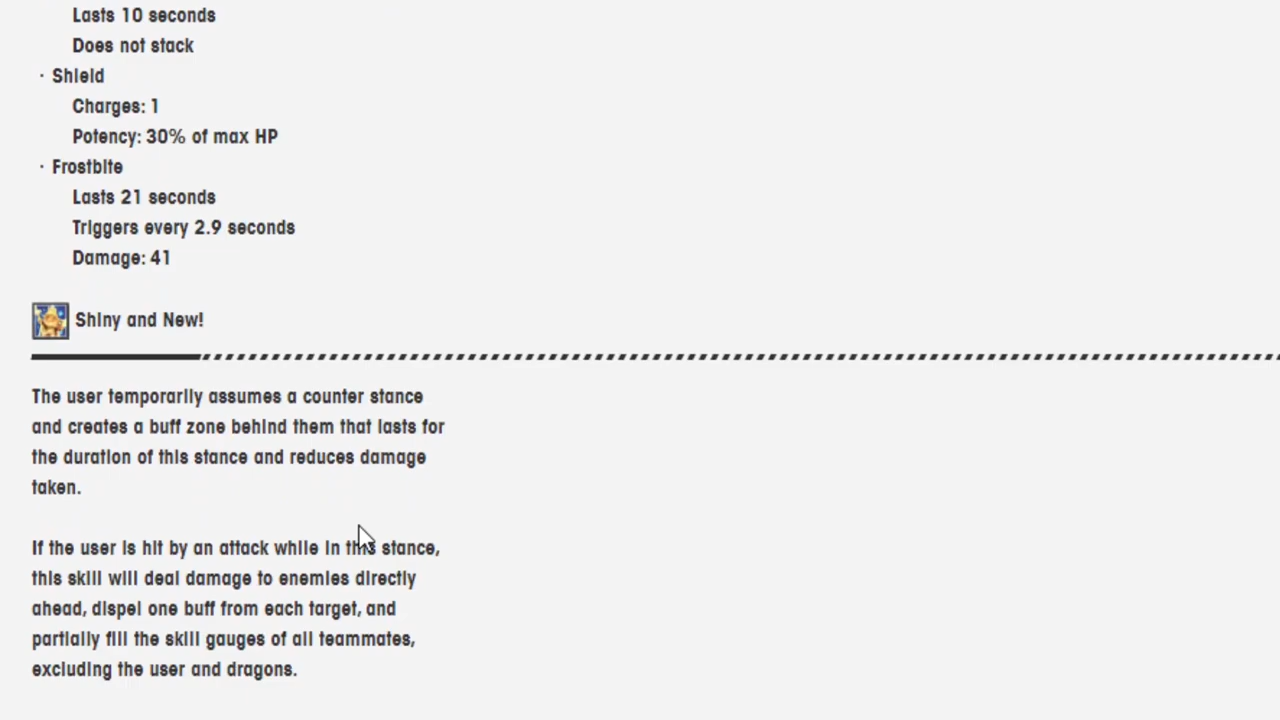 Lasts 10 seconds
Does not stack
· Shield
Charges: 1
Potency: 30% of max HP
· Frostbite
Lasts 21 seconds
Triggers every 2.9 seconds
Damage: 41
Shiny and New!
The user temporarily assumes a counter stance
and creates a buff zone behind them that lasts for
the duration of this stance and reduces damage
taken.
If the user is hit by an attack while in this stance,
this skill will deal damage to enemies directly
ahead, dispel one buff from each target, and
partially fill the skill gauges of all teammates,
excluding the user and dragons.